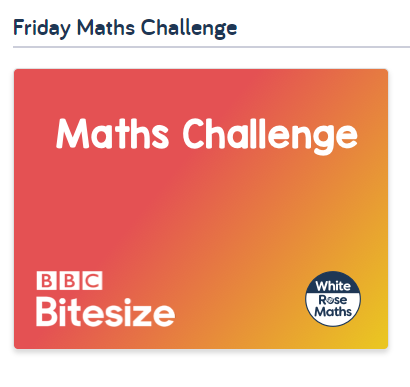 Friday Maths Challenge
Maths Challenge
BBC
Bitesize
White
Rose
Maths